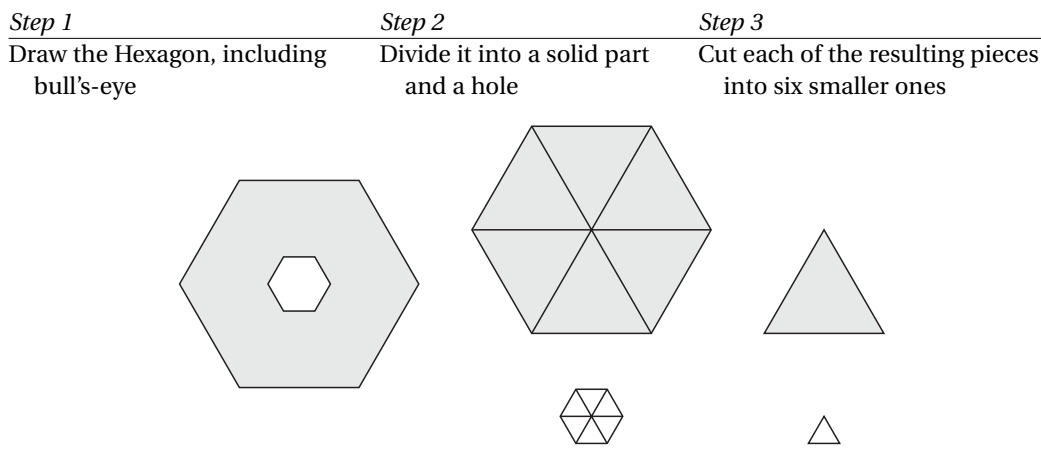 Step 1 Step 2 Step 3
Draw the Hexagon, including Divide it into a solid part Cut each of the resulting pieces
bull's-eye and a hole into six smaller ones